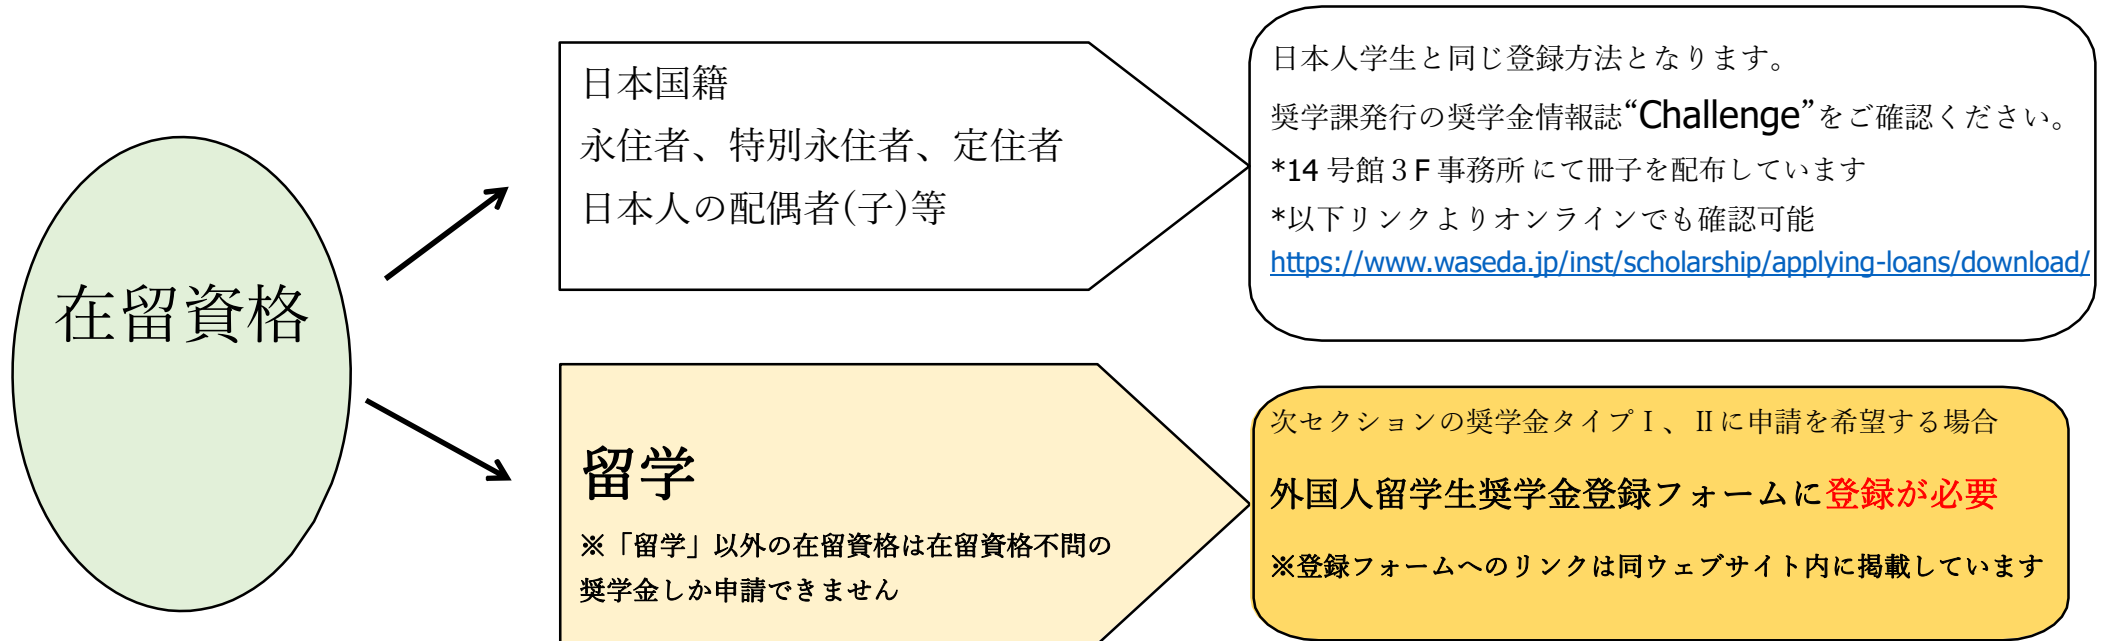 在留資格
日本国籍
永住者、特別永住者、定住者
日本人の配偶者(子)等
日本人学生と同じ登録方法となります。
奨学課発行の奨学金情報誌“Challenge”をご確認ください。
*14 号館３F 事務所にて冊子を配布しています
*以下リンクよりオンラインでも確認可能
https://www.waseda.jp/inst/scholarship/applying-loans/download/
留学
※「留学」以外の在留資格は在留資格不問の
奨学金しか申請できません
次セクションの奨学金タイプⅠ、Ⅱに申請を希望する場合
外国人留学生奨学金登録フォームに登録が必要
※登録フォームへのリンクは同ウェブサイト内に掲載しています